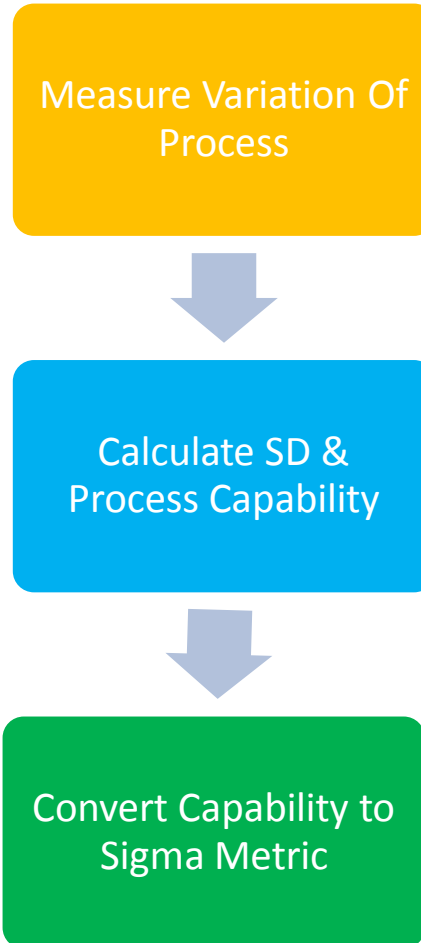 Measure Variation Of
Process
Calculate SD &
Process Capability
Convert Capability to
Sigma Metric